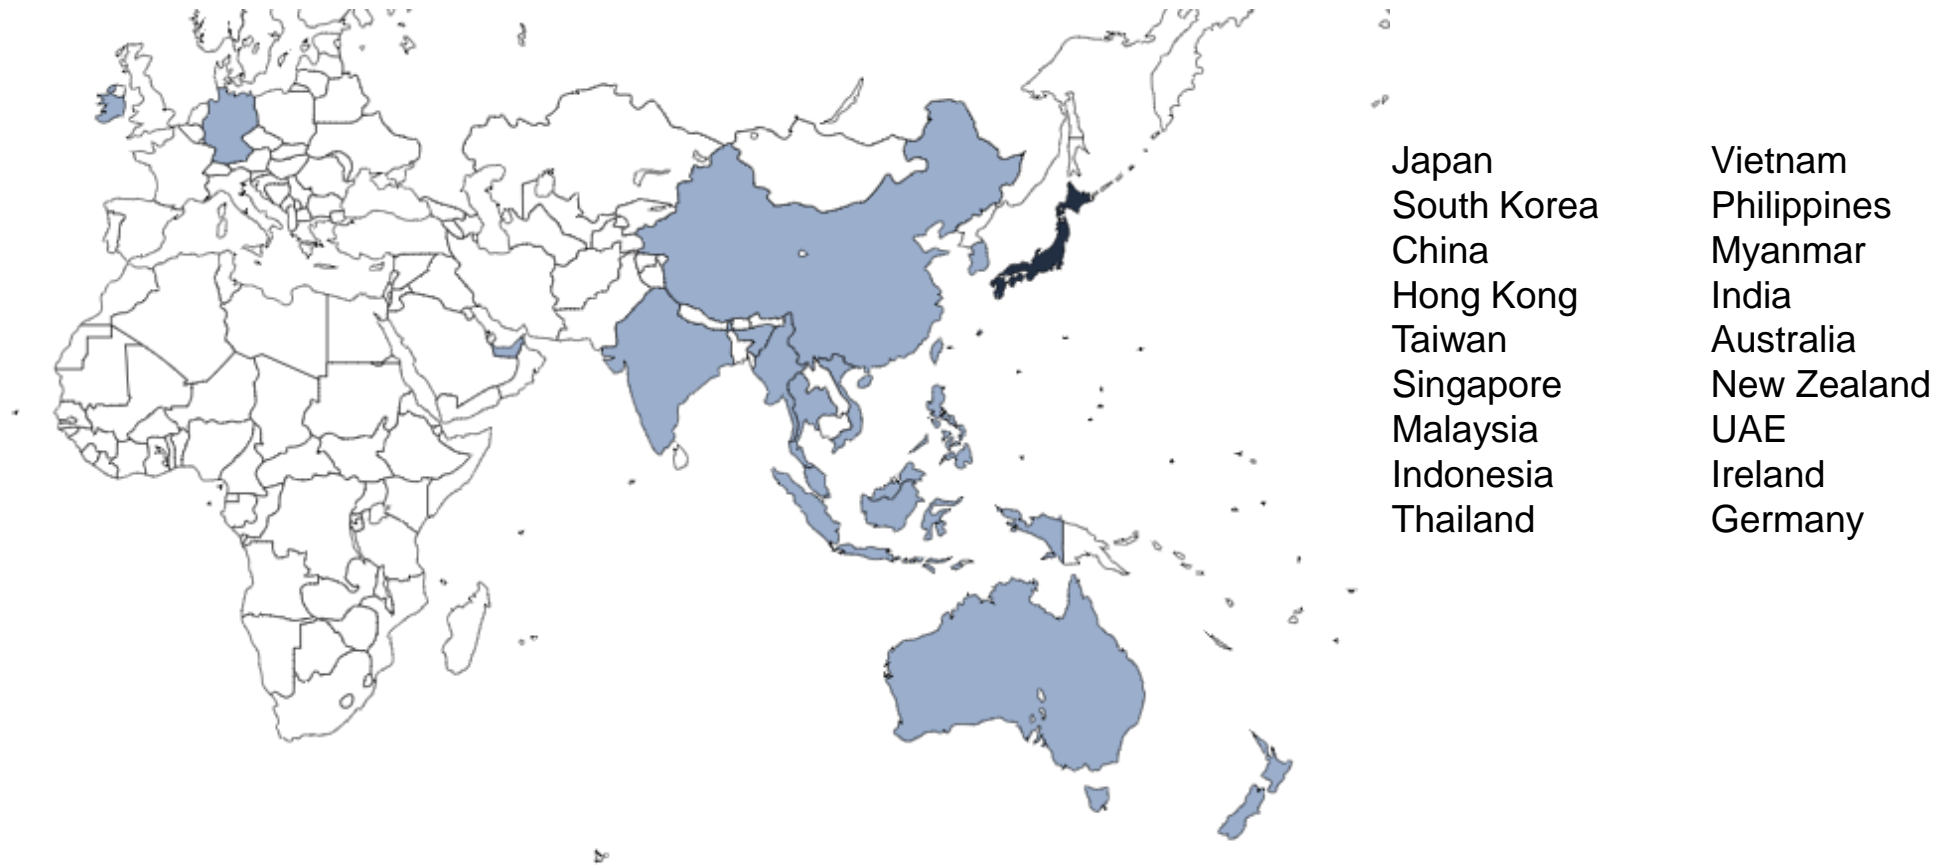 Japan
South Korea
China
Hong Kong
Taiwan
Singapore
Malaysia
Indonesia
Thailand
Vietnam
Philippines
Myanmar
India
Australia
New Zealand
UAE
Ireland
Germany